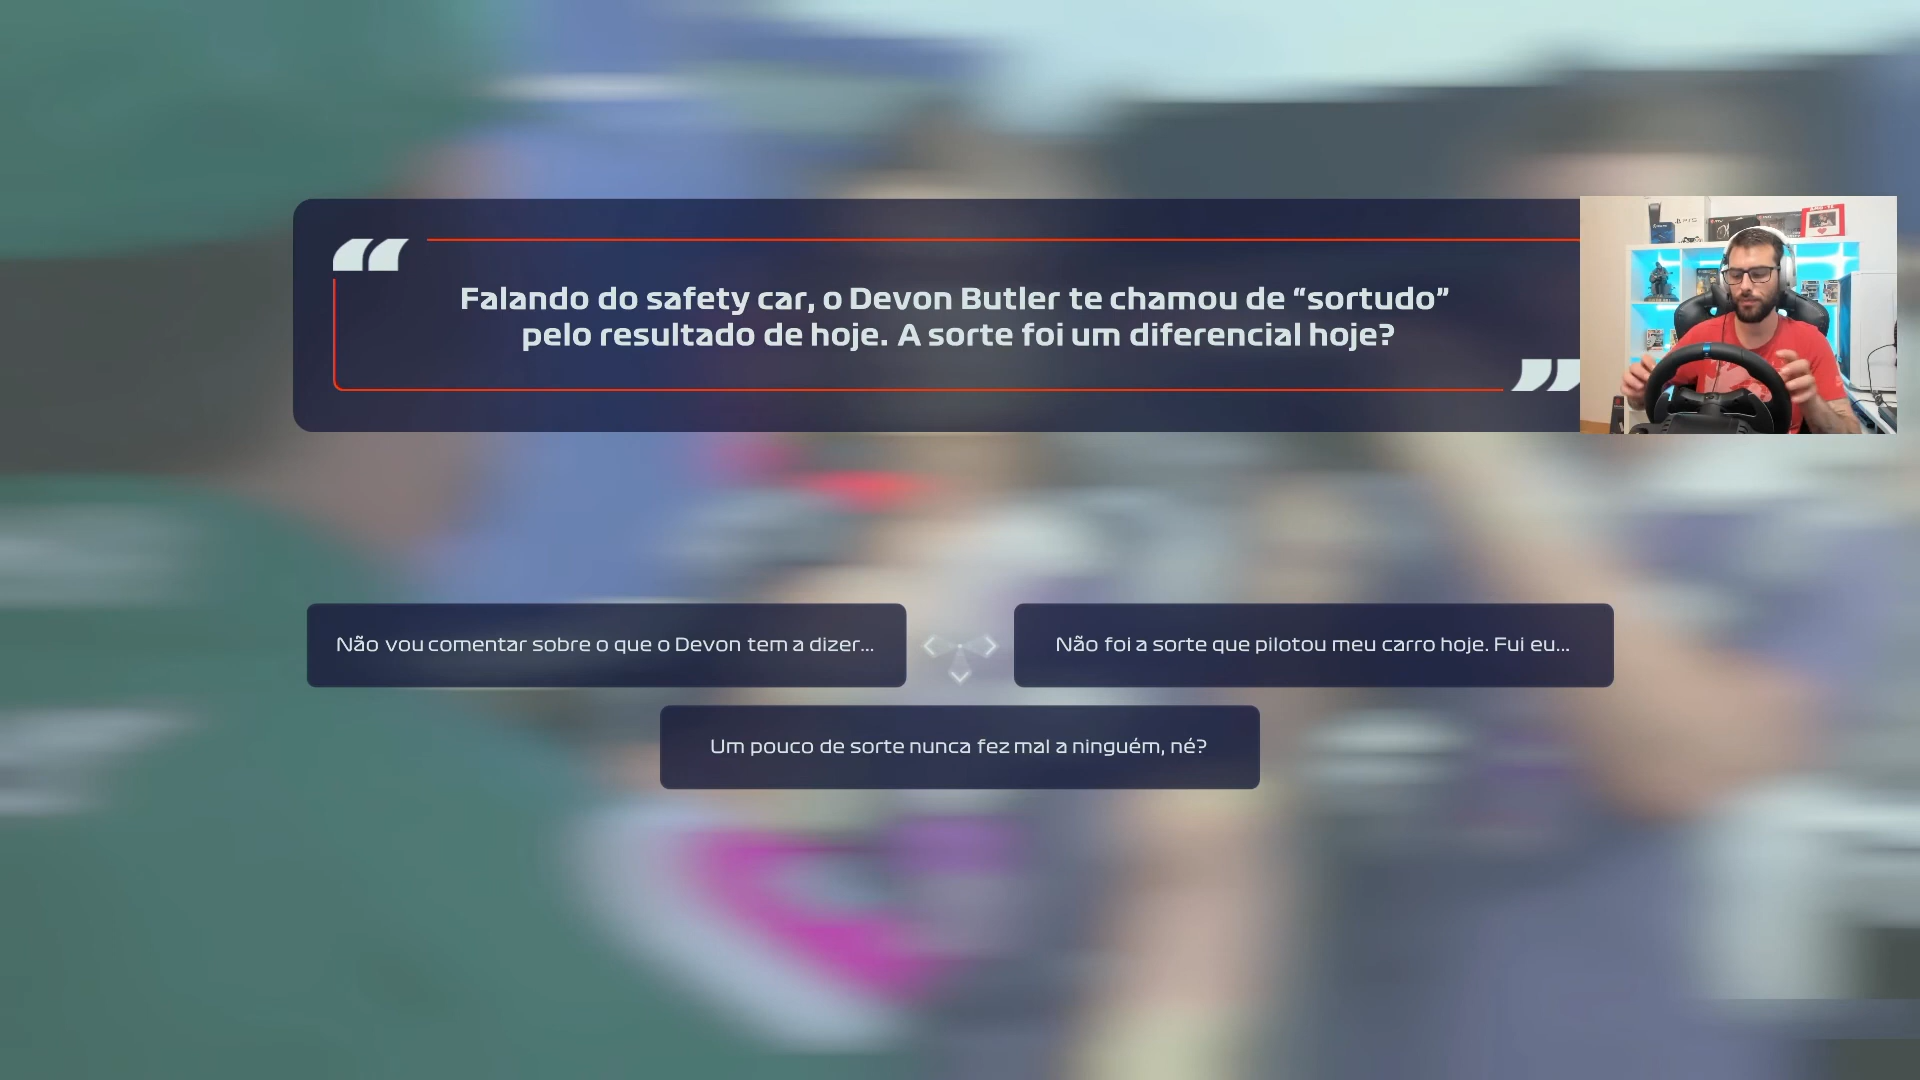 Falando do safety car, o Devon Butler te chamou de “sortudo”
pelo resultado de hoje. A sorte foi um diferencial hoje?
Não vou comentar sobre o que o Devon tem a dizer...
Não foi a sorte que pilotou meu carro hoje. Fui eu...
Um pouco de sorte nunca fez mal a ninguém, né?